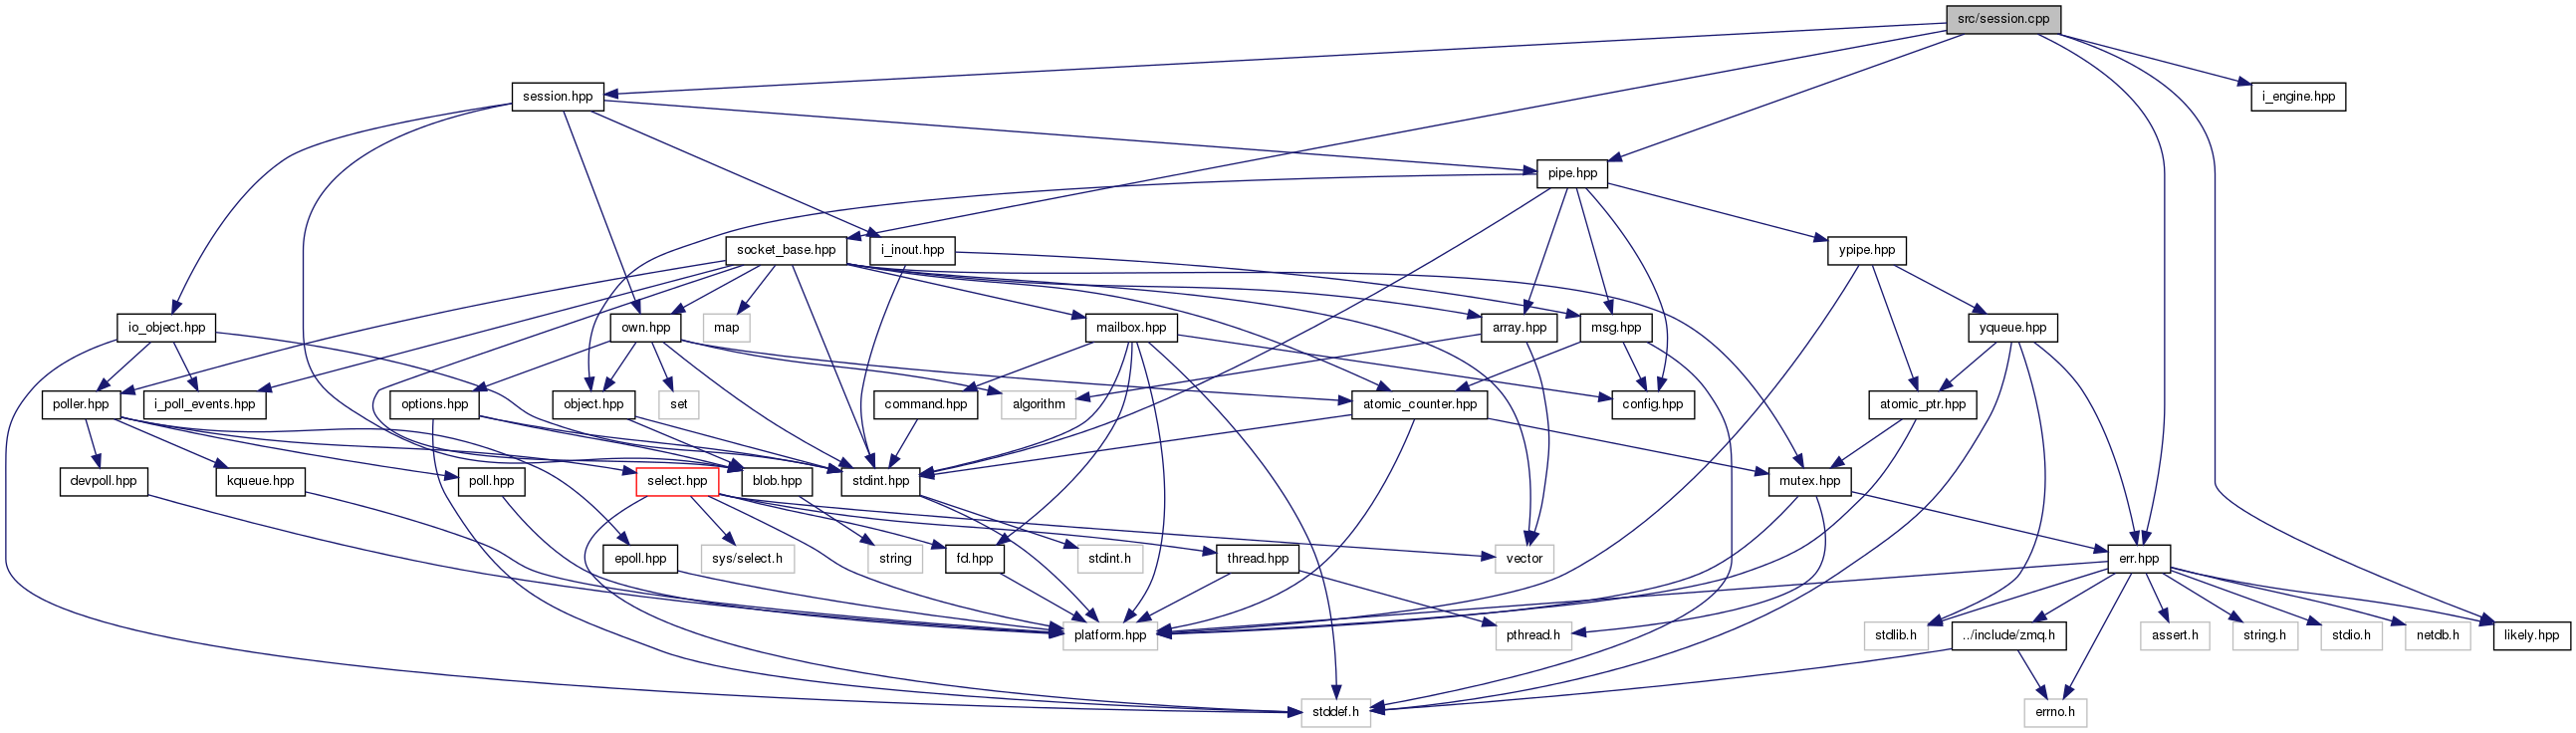 src/session.cpp
session.hpp
i_engine.hpp
pipe.hpp
socket_base.hpp
i_inout.hpp
ypipe.hpp
io_object.hpp
own.hpp
map
mailbox.hpp
array.hpp
msg.hpp
yqueue.hpp
poller.hpp
i_poll_events.hpp
options.hpp
object.hpp
set
command.hpp
algorithm
atomic_counter.hpp
config.hpp
atomic_ptr.hpp
devpoll.hpp
kqueue.hpp
poll.hpp
select.hpp
blob.hpp
stdint.hpp
mutex.hpp
epoll.hpp
sys/select.h
string
fd.hpp
stdint.h
thread.hpp
vector
err.hpp
platform.hpp
pthread.h
stdlib.h
../include/zmq.h
assert.h
string.h
stdio.h
netdb.h
likely.hpp
stddef.h
errno.h